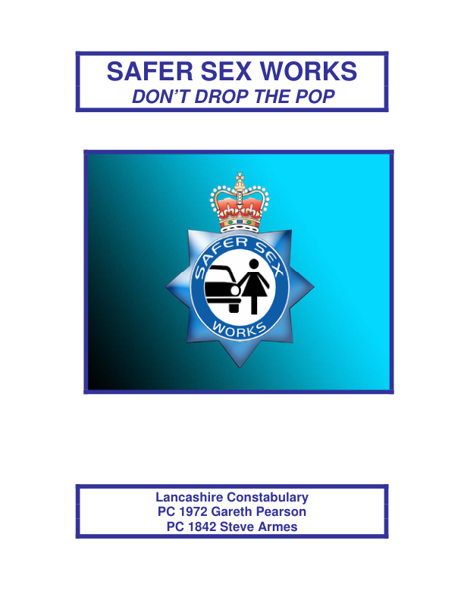 SAFER SEX WORKS
DON'T DROP THE POP
SAFER SEX
WORKS
Lancashire Constabulary
PC 1972 Gareth Pearson
PC 1842 Steve Armes